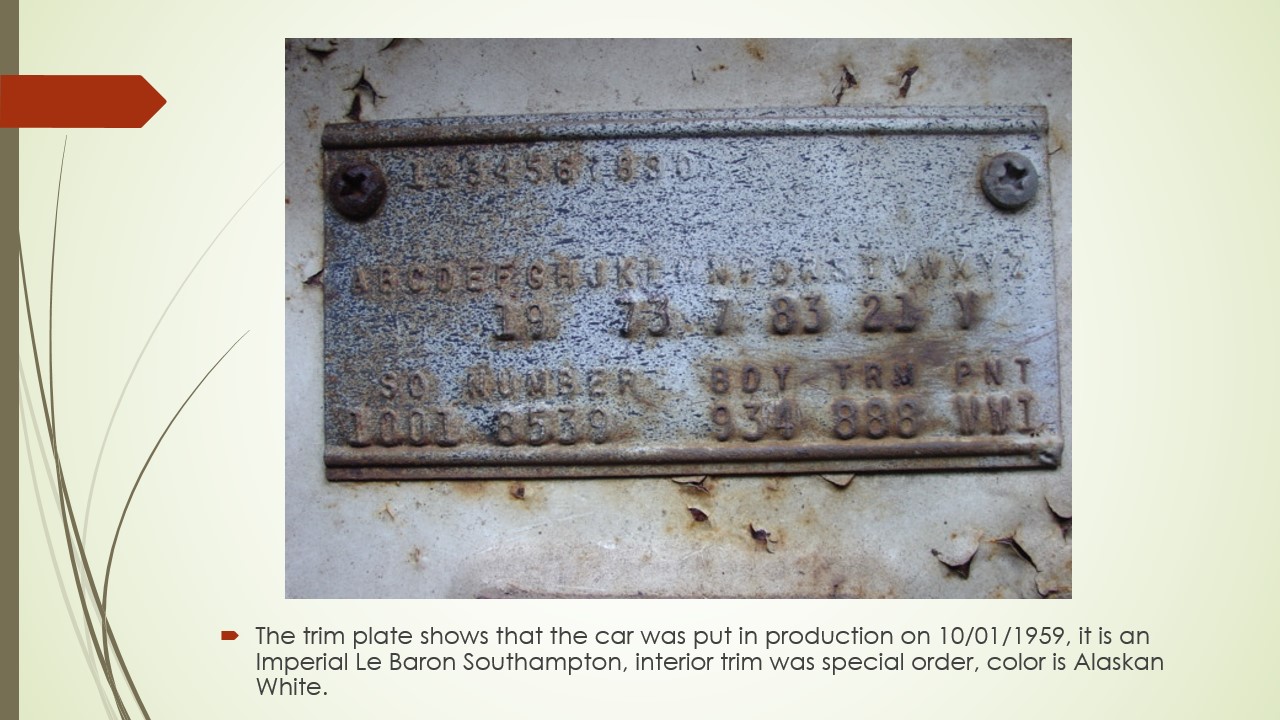 1234567890
ABCDEFGHJKL NPQRSTVWXYZ
19 73 7 83 21 Y
SO NUMBER BDY TRM PNT
1001 8539 934 888 WW1
The trim plate shows that the car was put in production on 10/01/1959, it is an
Imperial Le Baron Southampton, interior trim was special order, color is Alaskan
White.